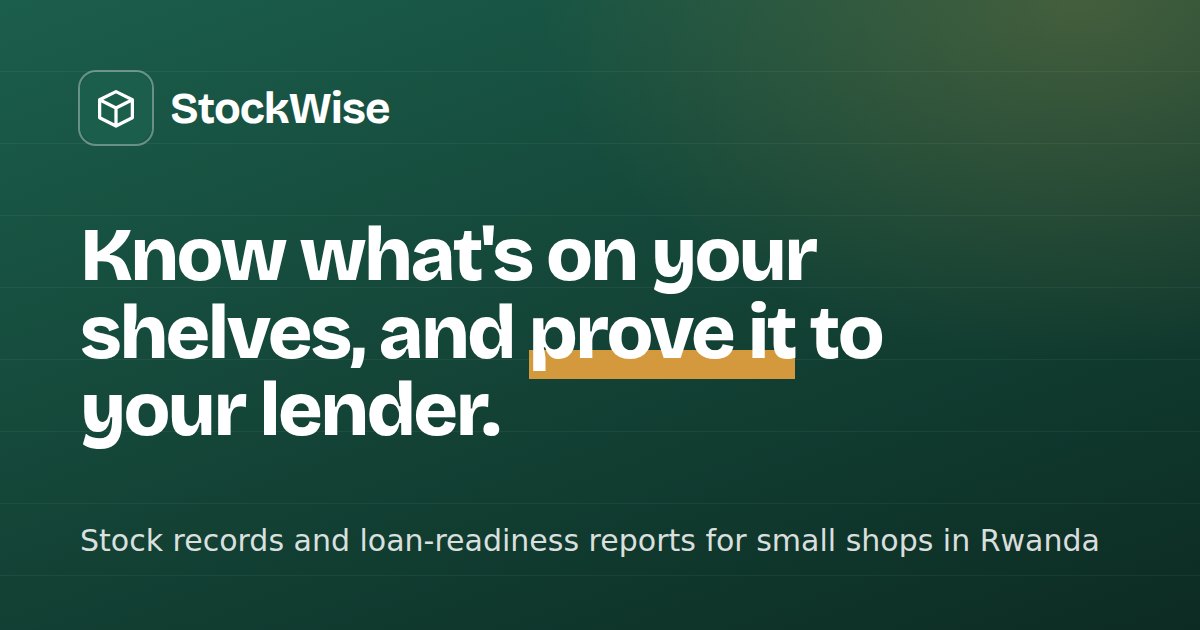 StockWise
Know what's on your
shelves, and prove it to
your lender.
Stock records and loan-readiness reports for small shops in Rwanda